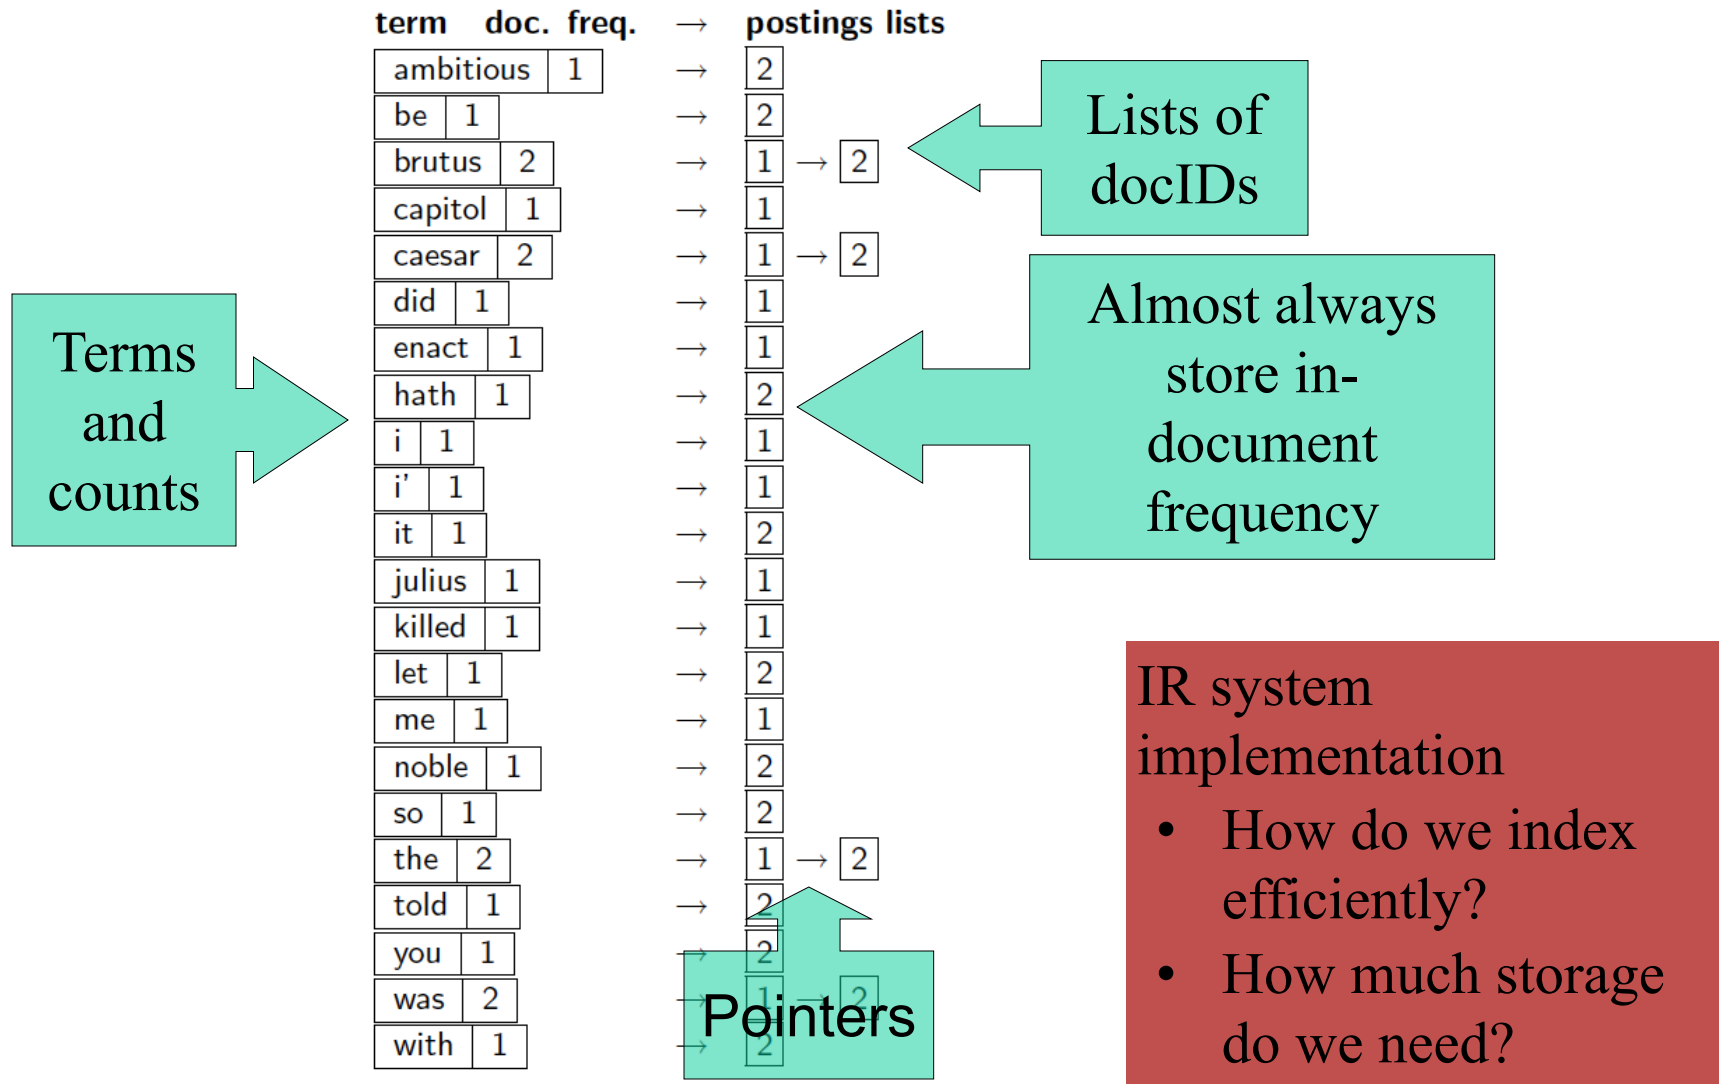 term doc. freq. → postings lists
ambitious 1 → 2
be 1 → 2
brutus 2 → 1 → 2
capitol 1 → 1
caesar 2 → 1 → 2
did 1 → 1
enact 1 → 1
hath 1 → 2
i 1 → 1
i' 1 → 1
it 1 → 2
julius 1 → 1
killed 1 → 1
let 1 → 2
me 1 → 1
noble 1 → 2
so 1 → 2
the 2 → 1 → 2
told 1 → 2
you 1 → 2
was 2 → 1 → 2
with 1 → 2
Terms
and
counts
Lists of
docIDs
Almost always
store in-
document
frequency
Pointers
IR system
implementation
• How do we index
efficiently?
• How much storage
do we need?